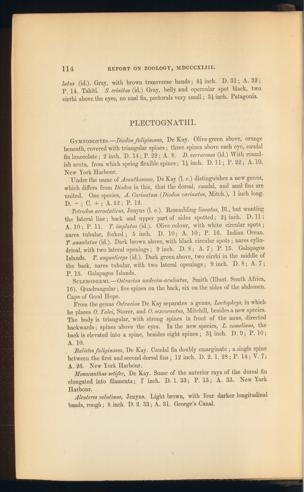 114 REPORT ON ZOOLOGY, MDCCCXLIII.
latus (id.). Gray, with brown transverse bands; 8½ inch. D. 31; A. 32;
P. 14. Tahiti. S. crinitus (id.) Gray, belly and opercular spot black, two
cirrhi above the eyes, no anal fin, pectorals very small; 3½ inch. Patagonia.
PLECTOGNATHI.
GYMNODONTES.—Diodon fuliginosus, De Kay. Olive-green above, orange
beneath, covered with triangular spines; three spines above each eye, caudal
fin lanceolate; 2 inch. D. 14; P. 22; A. 8. D. verrucosus (id.) With round-
ish scuta, from which spring flexible spines; 1½ inch. D. 11; P. 22; A. 10.
New York Harbour.
Under the name of Acanthosoma, De Kay (l. c.) distinguishes a new genus,
which differs from Diodon in this, that the dorsal, caudal, and anal fins are
united. One species, A. Carinatum (Diodon carinatus, Mitch.), 1 inch long.
D. + ; C. + ; A. 12; P. 12.
Tetrodon aerostaticus, Jenyns (l. c.). Resembling lineatus, Bl., but wanting
the lateral line; back and upper part of sides spotted; 2½ inch. D. 11;
A. 10; P. 11. T. implutus (id.). Olive colour, with white circular spots;
nares tubular, forked; 5 inch. D. 10; A. 10; P. 16. Indian Ocean.
T. annulatus (id.). Dark brown above, with black circular spots; nares cylin-
drical, with two lateral openings; 9 inch. D. 8; A. 7; P. 15. Galapagos
Islands. T. angusticeps (id.). Dark green above, two cirrhi in the middle of
the back, nares tubular, with two lateral openings; 9 inch. D. 8; A. 7;
P. 18. Galapagos Islands.
SCLERODERMI.—Ostracion undecim-aculeatus, Smith (Illust. South Africa,
16). Quadrangular; five spines on the back, six on the sides of the abdomen.
Cape of Good Hope.
From the genus Ostracion De Kay separates a genus, Lactophrys, in which
he places O. Yalei, Storer, and O. sexcornutus, Mitchill, besides a new species.
The body is triangular, with strong spines in front of the eyes, directed
backwards; spines above the eyes. In the new species, L. camelinus, the
back is elevated into a spine, besides eight spines; 3½ inch. D. 9; P. 10;
A. 10.
Balistes fuliginosus, De Kay. Caudal fin doubly emarginate; a single spine
between the first and second dorsal fins; 12 inch. D. 2. 1. 28; P. 14; V. 7;
A. 26. New York Harbour.
Monacanthus setifer, De Kay. Some of the anterior rays of the dorsal fin
elongated into filaments; 7 inch. D. 1. 33; P. 13; A. 33. New York
Harbour.
Aleuteres velutinus, Jenyns. Light brown, with four darker longitudinal
bands, rough; 8 inch. D. 2. 33; A. 31. George's Canal.